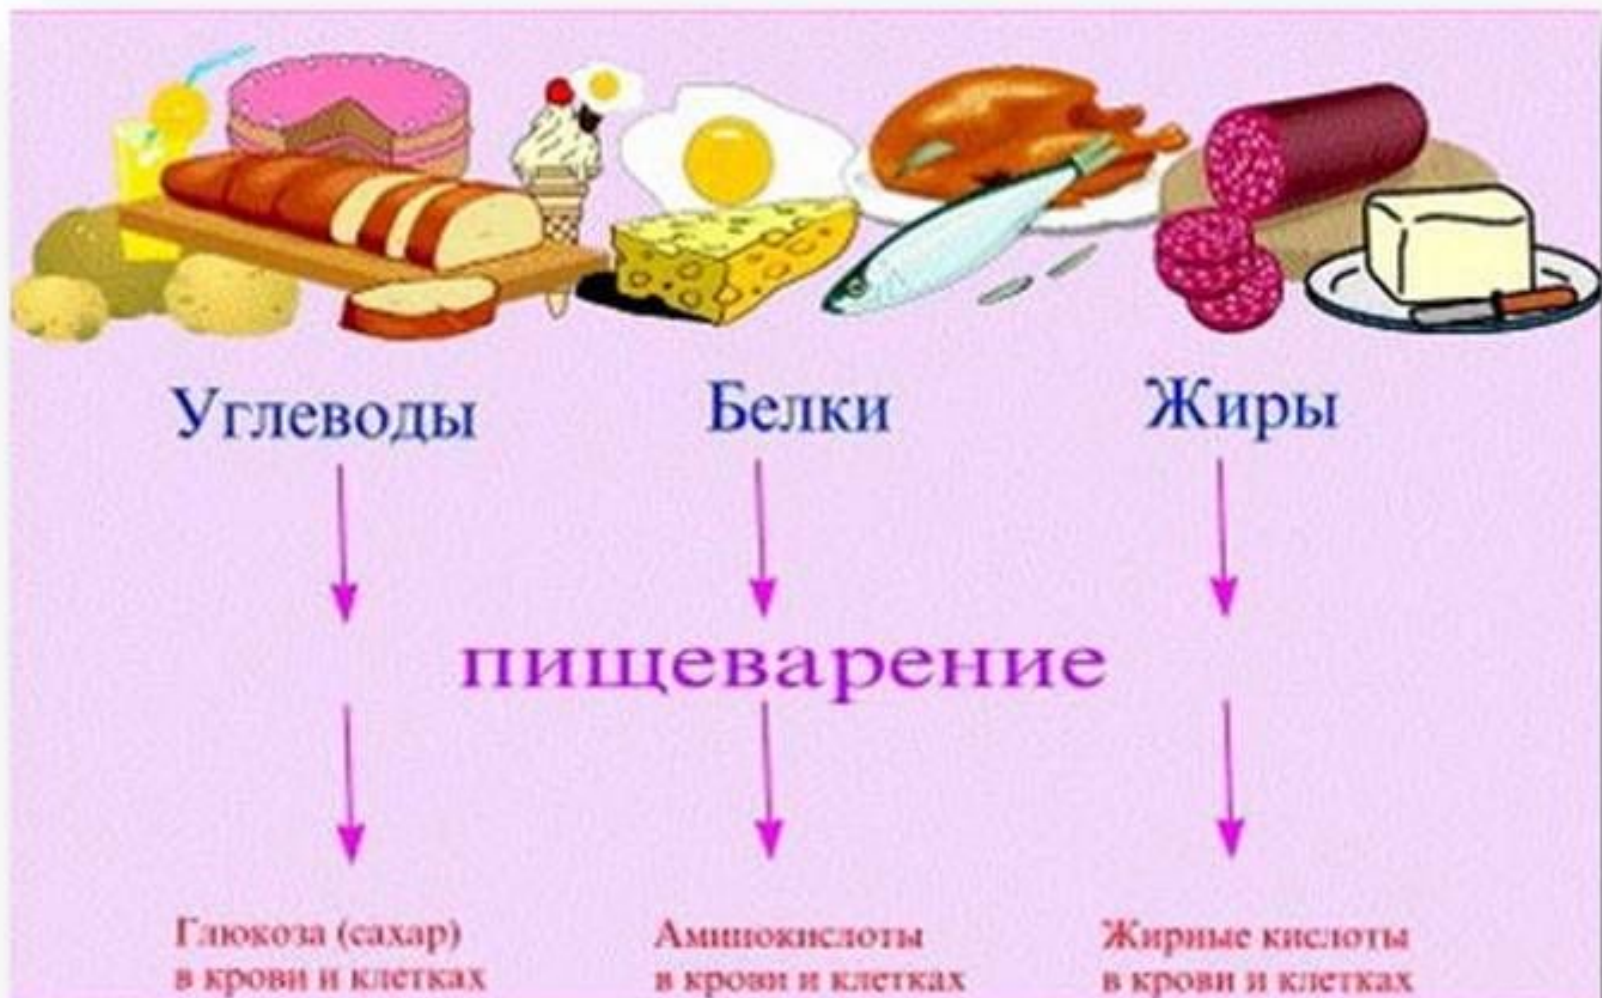 Углеводы Белки Жиры
пищеварение
Глюкоза (сахар) Аминокислоты Жирные кислоты
в крови и клетках в крови и клетках в крови и клетках